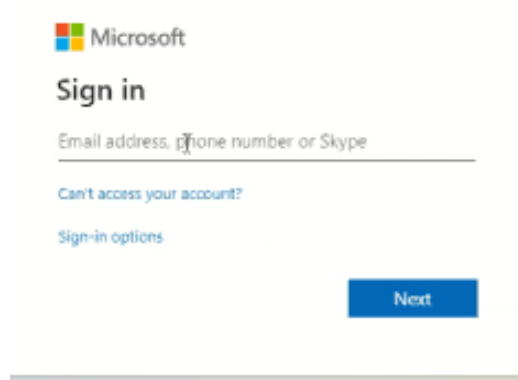 Microsoft
Sign in
Email address, phone number or Skype
Can't access your account?
Sign-in options
Next